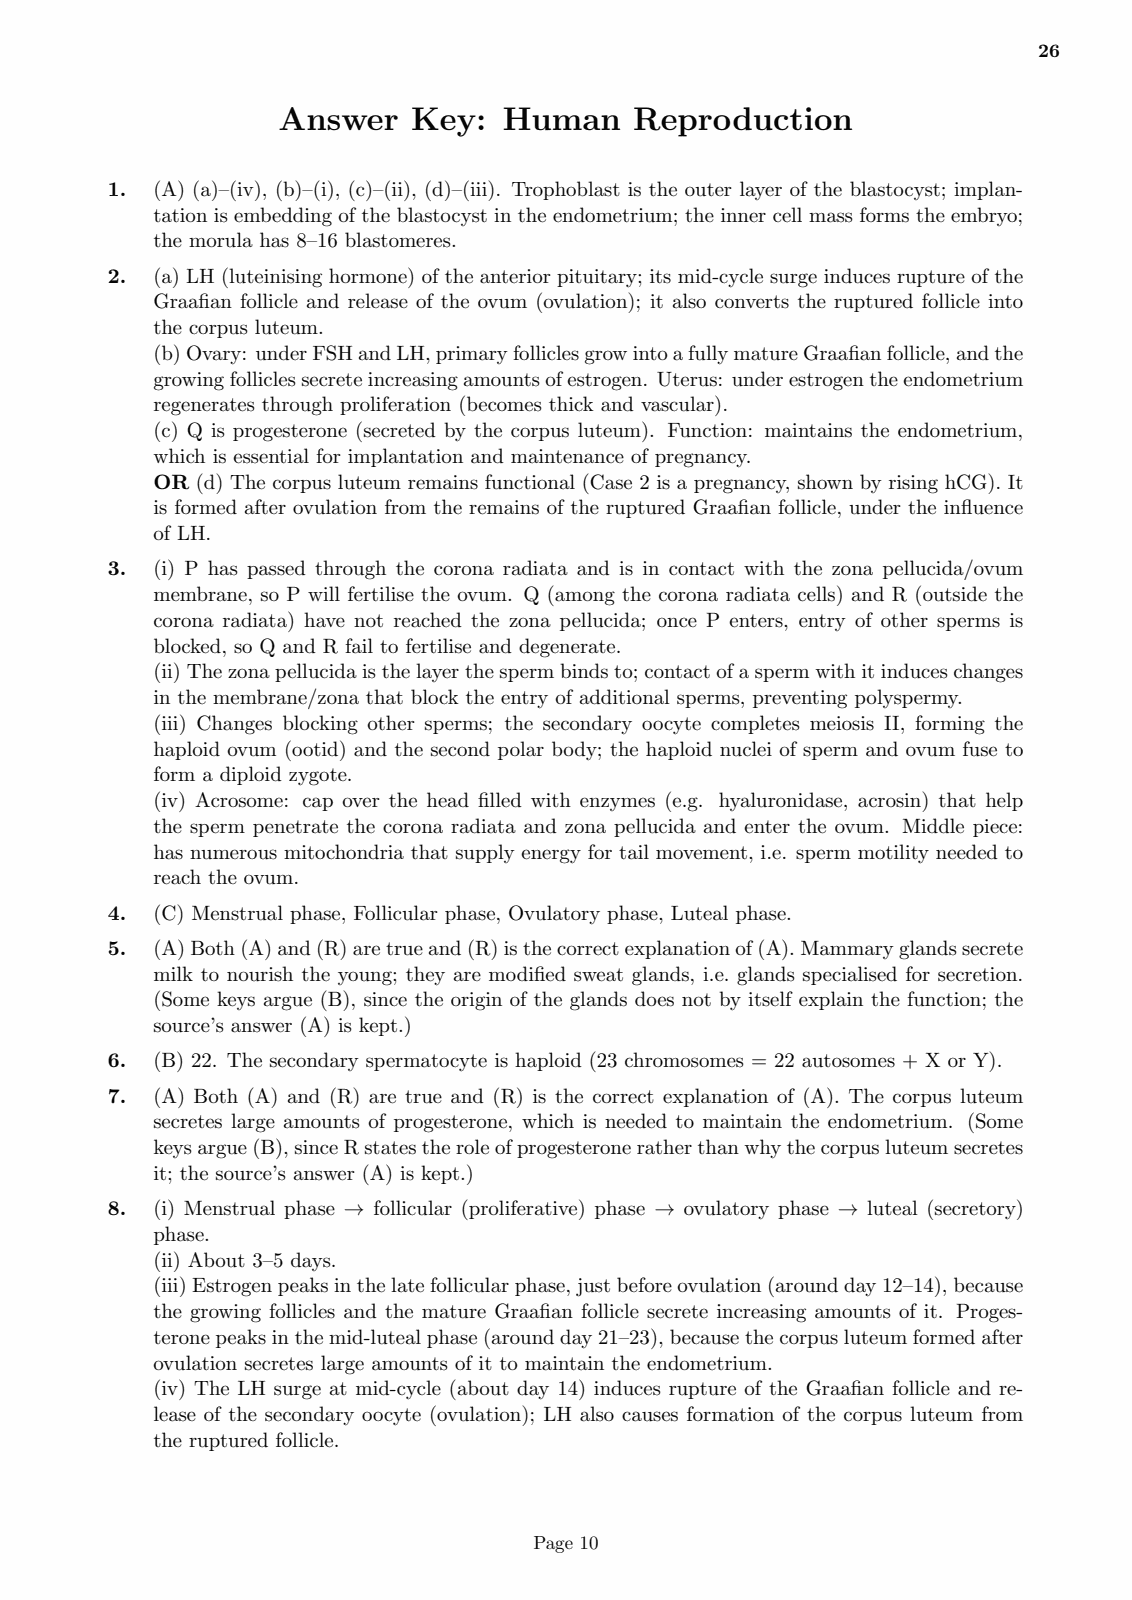 26
Answer Key: Human Reproduction
1. (A) (a)–(iv), (b)–(i), (c)–(ii), (d)–(iii). Trophoblast is the outer layer of the blastocyst; implan-
tation is embedding of the blastocyst in the endometrium; the inner cell mass forms the embryo;
the morula has 8–16 blastomeres.
2. (a) LH (luteinising hormone) of the anterior pituitary; its mid-cycle surge induces rupture of the
Graafian follicle and release of the ovum (ovulation); it also converts the ruptured follicle into
the corpus luteum.
(b) Ovary: under FSH and LH, primary follicles grow into a fully mature Graafian follicle, and the
growing follicles secrete increasing amounts of estrogen. Uterus: under estrogen the endometrium
regenerates through proliferation (becomes thick and vascular).
(c) Q is progesterone (secreted by the corpus luteum). Function: maintains the endometrium,
which is essential for implantation and maintenance of pregnancy.
OR (d) The corpus luteum remains functional (Case 2 is a pregnancy, shown by rising hCG). It
is formed after ovulation from the remains of the ruptured Graafian follicle, under the influence
of LH.
3. (i) P has passed through the corona radiata and is in contact with the zona pellucida/ovum
membrane, so P will fertilise the ovum. Q (among the corona radiata cells) and R (outside the
corona radiata) have not reached the zona pellucida; once P enters, entry of other sperms is
blocked, so Q and R fail to fertilise and degenerate.
(ii) The zona pellucida is the layer the sperm binds to; contact of a sperm with it induces changes
in the membrane/zona that block the entry of additional sperms, preventing polyspermy.
(iii) Changes blocking other sperms; the secondary oocyte completes meiosis II, forming the
haploid ovum (ootid) and the second polar body; the haploid nuclei of sperm and ovum fuse to
form a diploid zygote.
(iv) Acrosome: cap over the head filled with enzymes (e.g. hyaluronidase, acrosin) that help
the sperm penetrate the corona radiata and zona pellucida and enter the ovum. Middle piece:
has numerous mitochondria that supply energy for tail movement, i.e. sperm motility needed to
reach the ovum.
4. (C) Menstrual phase, Follicular phase, Ovulatory phase, Luteal phase.
5. (A) Both (A) and (R) are true and (R) is the correct explanation of (A). Mammary glands secrete
milk to nourish the young; they are modified sweat glands, i.e. glands specialised for secretion.
(Some keys argue (B), since the origin of the glands does not by itself explain the function; the
source's answer (A) is kept.)
6. (B) 22. The secondary spermatocyte is haploid (23 chromosomes = 22 autosomes + X or Y).
7. (A) Both (A) and (R) are true and (R) is the correct explanation of (A). The corpus luteum
secretes large amounts of progesterone, which is needed to maintain the endometrium. (Some
keys argue (B), since R states the role of progesterone rather than why the corpus luteum secretes
it; the source's answer (A) is kept.)
8. (i) Menstrual phase → follicular (proliferative) phase → ovulatory phase → luteal (secretory)
phase.
(ii) About 3–5 days.
(iii) Estrogen peaks in the late follicular phase, just before ovulation (around day 12–14), because
the growing follicles and the mature Graafian follicle secrete increasing amounts of it. Proges-
terone peaks in the mid-luteal phase (around day 21–23), because the corpus luteum formed after
ovulation secretes large amounts of it to maintain the endometrium.
(iv) The LH surge at mid-cycle (about day 14) induces rupture of the Graafian follicle and re-
lease of the secondary oocyte (ovulation); LH also causes formation of the corpus luteum from
the ruptured follicle.
Page 10